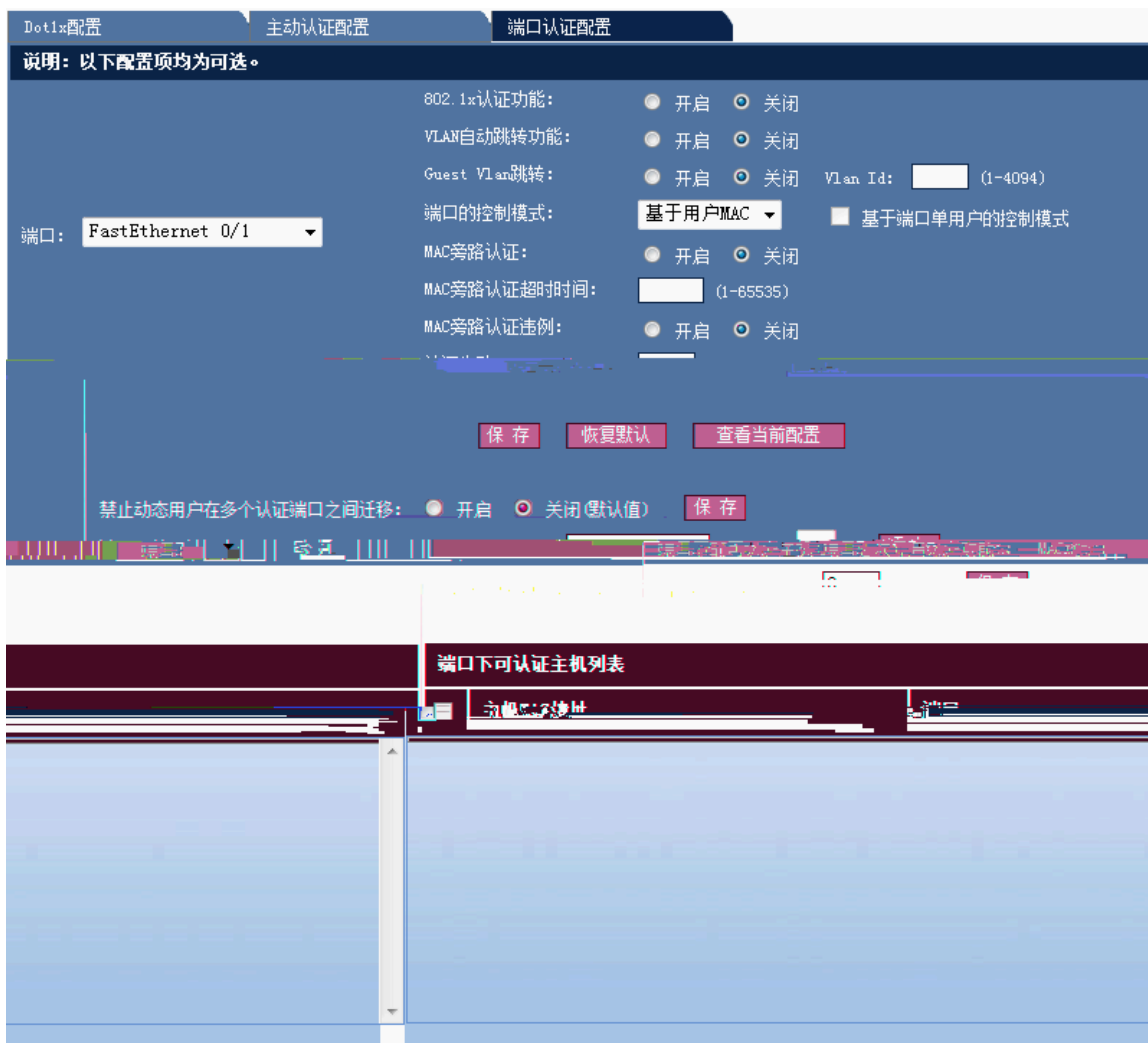 Dot1x配置 主动认证配置 端口认证配置
说明：以下配置项均为可选。
802.1x认证功能： 开启 关闭
VLAN自动跳转功能： 开启 关闭
Guest Vlan跳转： 开启 关闭 Vlan Id: (1-4094)
端口的控制模式： 基于用户MAC 基于端口单用户的控制模式
端口： FastEthernet 0/1
MAC旁路认证： 开启 关闭
MAC旁路认证超时时间： (1-65535)
MAC旁路认证违例： 开启 关闭
保 存 恢复默认 查看当前配置
禁止动态用户在多个认证端口之间迁移： 开启 关闭(默认值) 保 存
端口下可认证主机列表